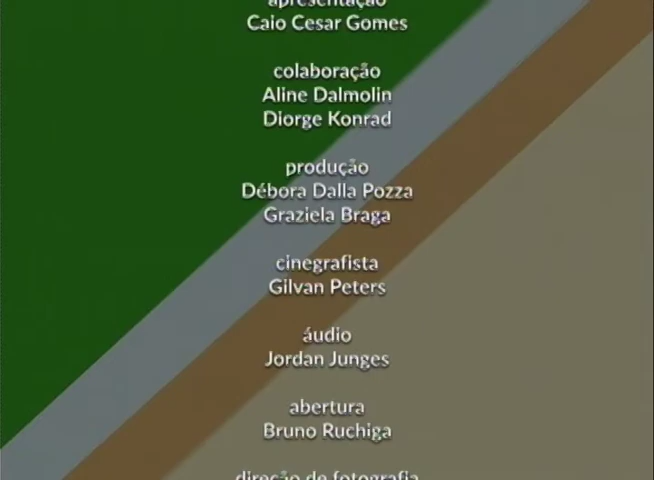 apresentação
Caio Cesar Gomes
colaboração
Aline Dalmolin
Diorge Konrad
produção
Débora Dalla Pozza
Graziela Braga
cinegrafista
Gilvan Peters
áudio
Jordan Junges
abertura
Bruno Ruchiga
direção de fotografia